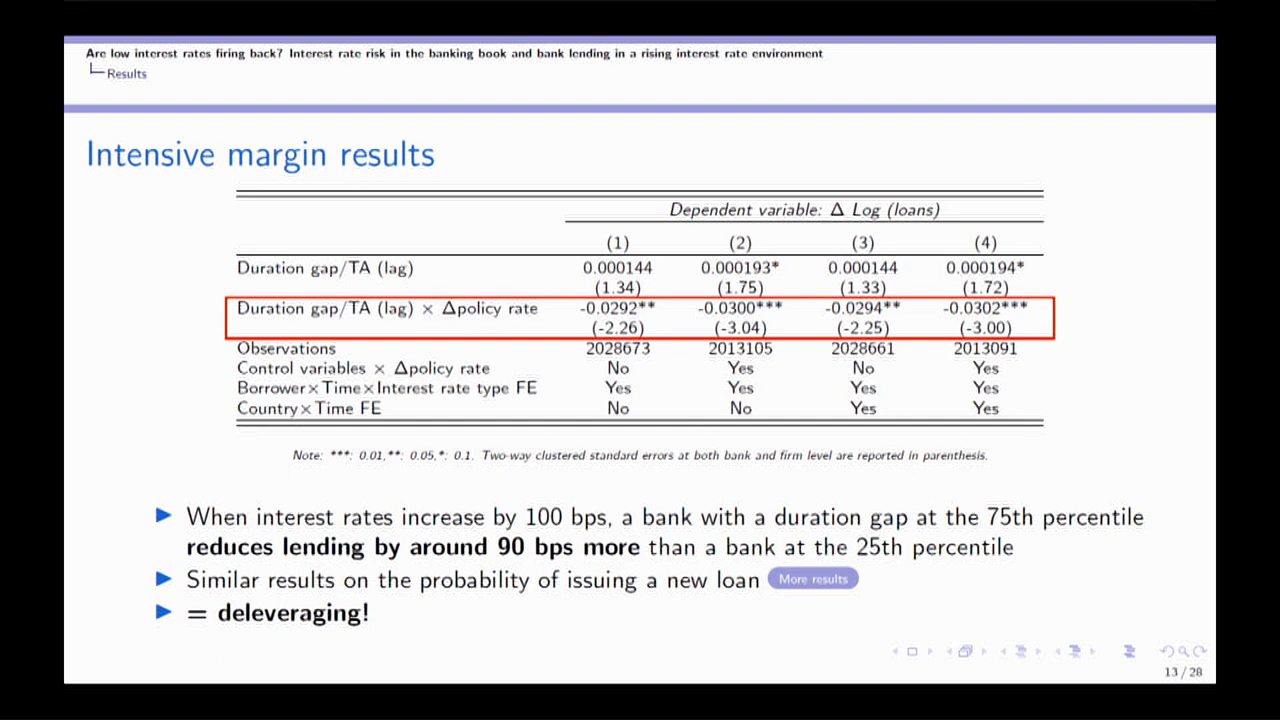 Are low interest rates firing back? Interest rate risk in the banking book and bank lending in a rising interest rate environment
Results
Intensive margin results
Dependent variable: Δ Log (loans)
(1) (2) (3) (4)
Duration gap/TA (lag) 0.000144 0.000193* 0.000144 0.000194*
(1.34) (1.75) (1.33) (1.72)
Duration gap/TA (lag) × Δpolicy rate -0.0292** -0.0300*** -0.0294** -0.0302***
(-2.26) (-3.04) (-2.25) (-3.00)
Observations 2028673 2013105 2028661 2013091
Control variables × Δpolicy rate No Yes No Yes
Borrower×Time×Interest rate type FE Yes Yes Yes Yes
Country×Time FE No No Yes Yes
Note: ***: 0.01,**: 0.05,*: 0.1. Two-way clustered standard errors at both bank and firm level are reported in parenthesis.
When interest rates increase by 100 bps, a bank with a duration gap at the 75th percentile
reduces lending by around 90 bps more than a bank at the 25th percentile
Similar results on the probability of issuing a new loan More results
= deleveraging!
13 / 28